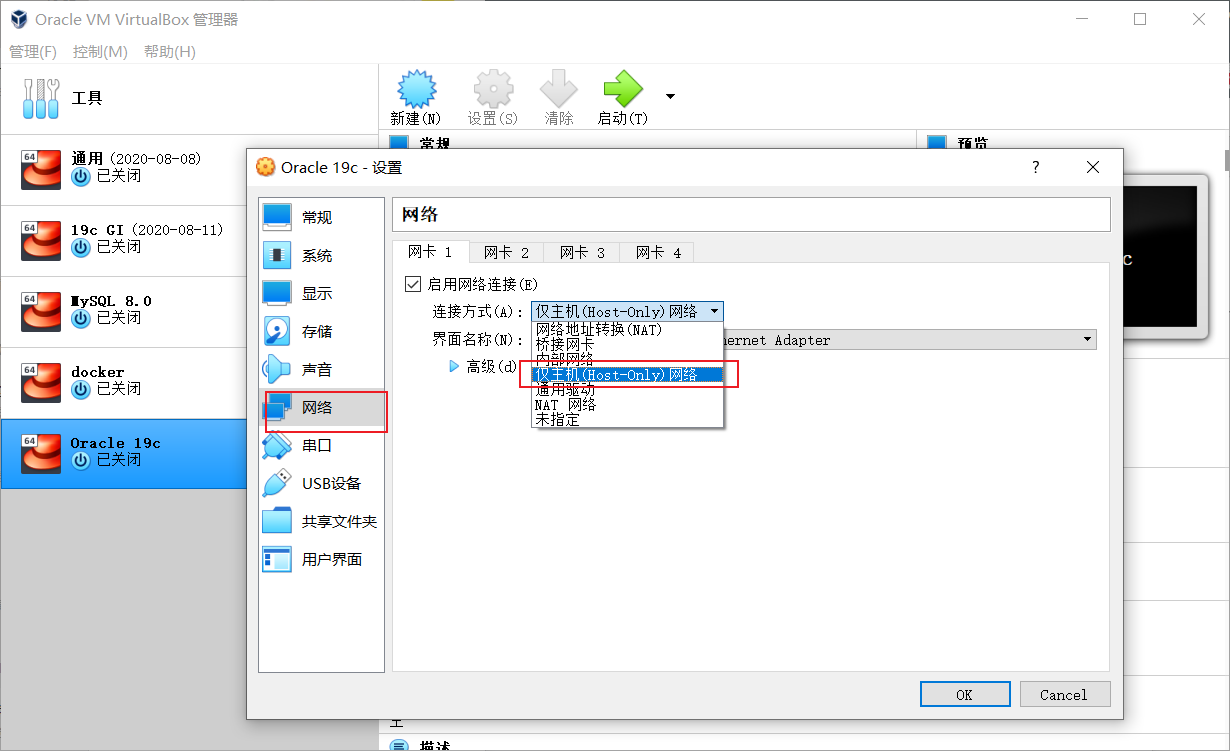 Oracle VM VirtualBox 管理器
管理(F) 控制(M) 帮助(H)
工具
新建(N) 设置(S) 清除 启动(T)
常规 预览
64 通用 (2020-08-08)
已关闭
64 19c GI (2020-08-11)
已关闭
64 MySQL 8.0
已关闭
64 docker
已关闭
64 Oracle 19c
已关闭
Oracle 19c - 设置 ?
常规
系统
显示
存储
声音
网络
串口
USB设备
共享文件夹
用户界面
网络
网卡 1 网卡 2 网卡 3 网卡 4
启用网络连接(E)
连接方式(A): 仅主机(Host-Only)网络
界面名称(N): Adapter
高级(d)
网络地址转换(NAT)
桥接网卡
内部网络
仅主机(Host-Only)网络
通用驱动
NAT 网络
未指定
OK Cancel
c
描述